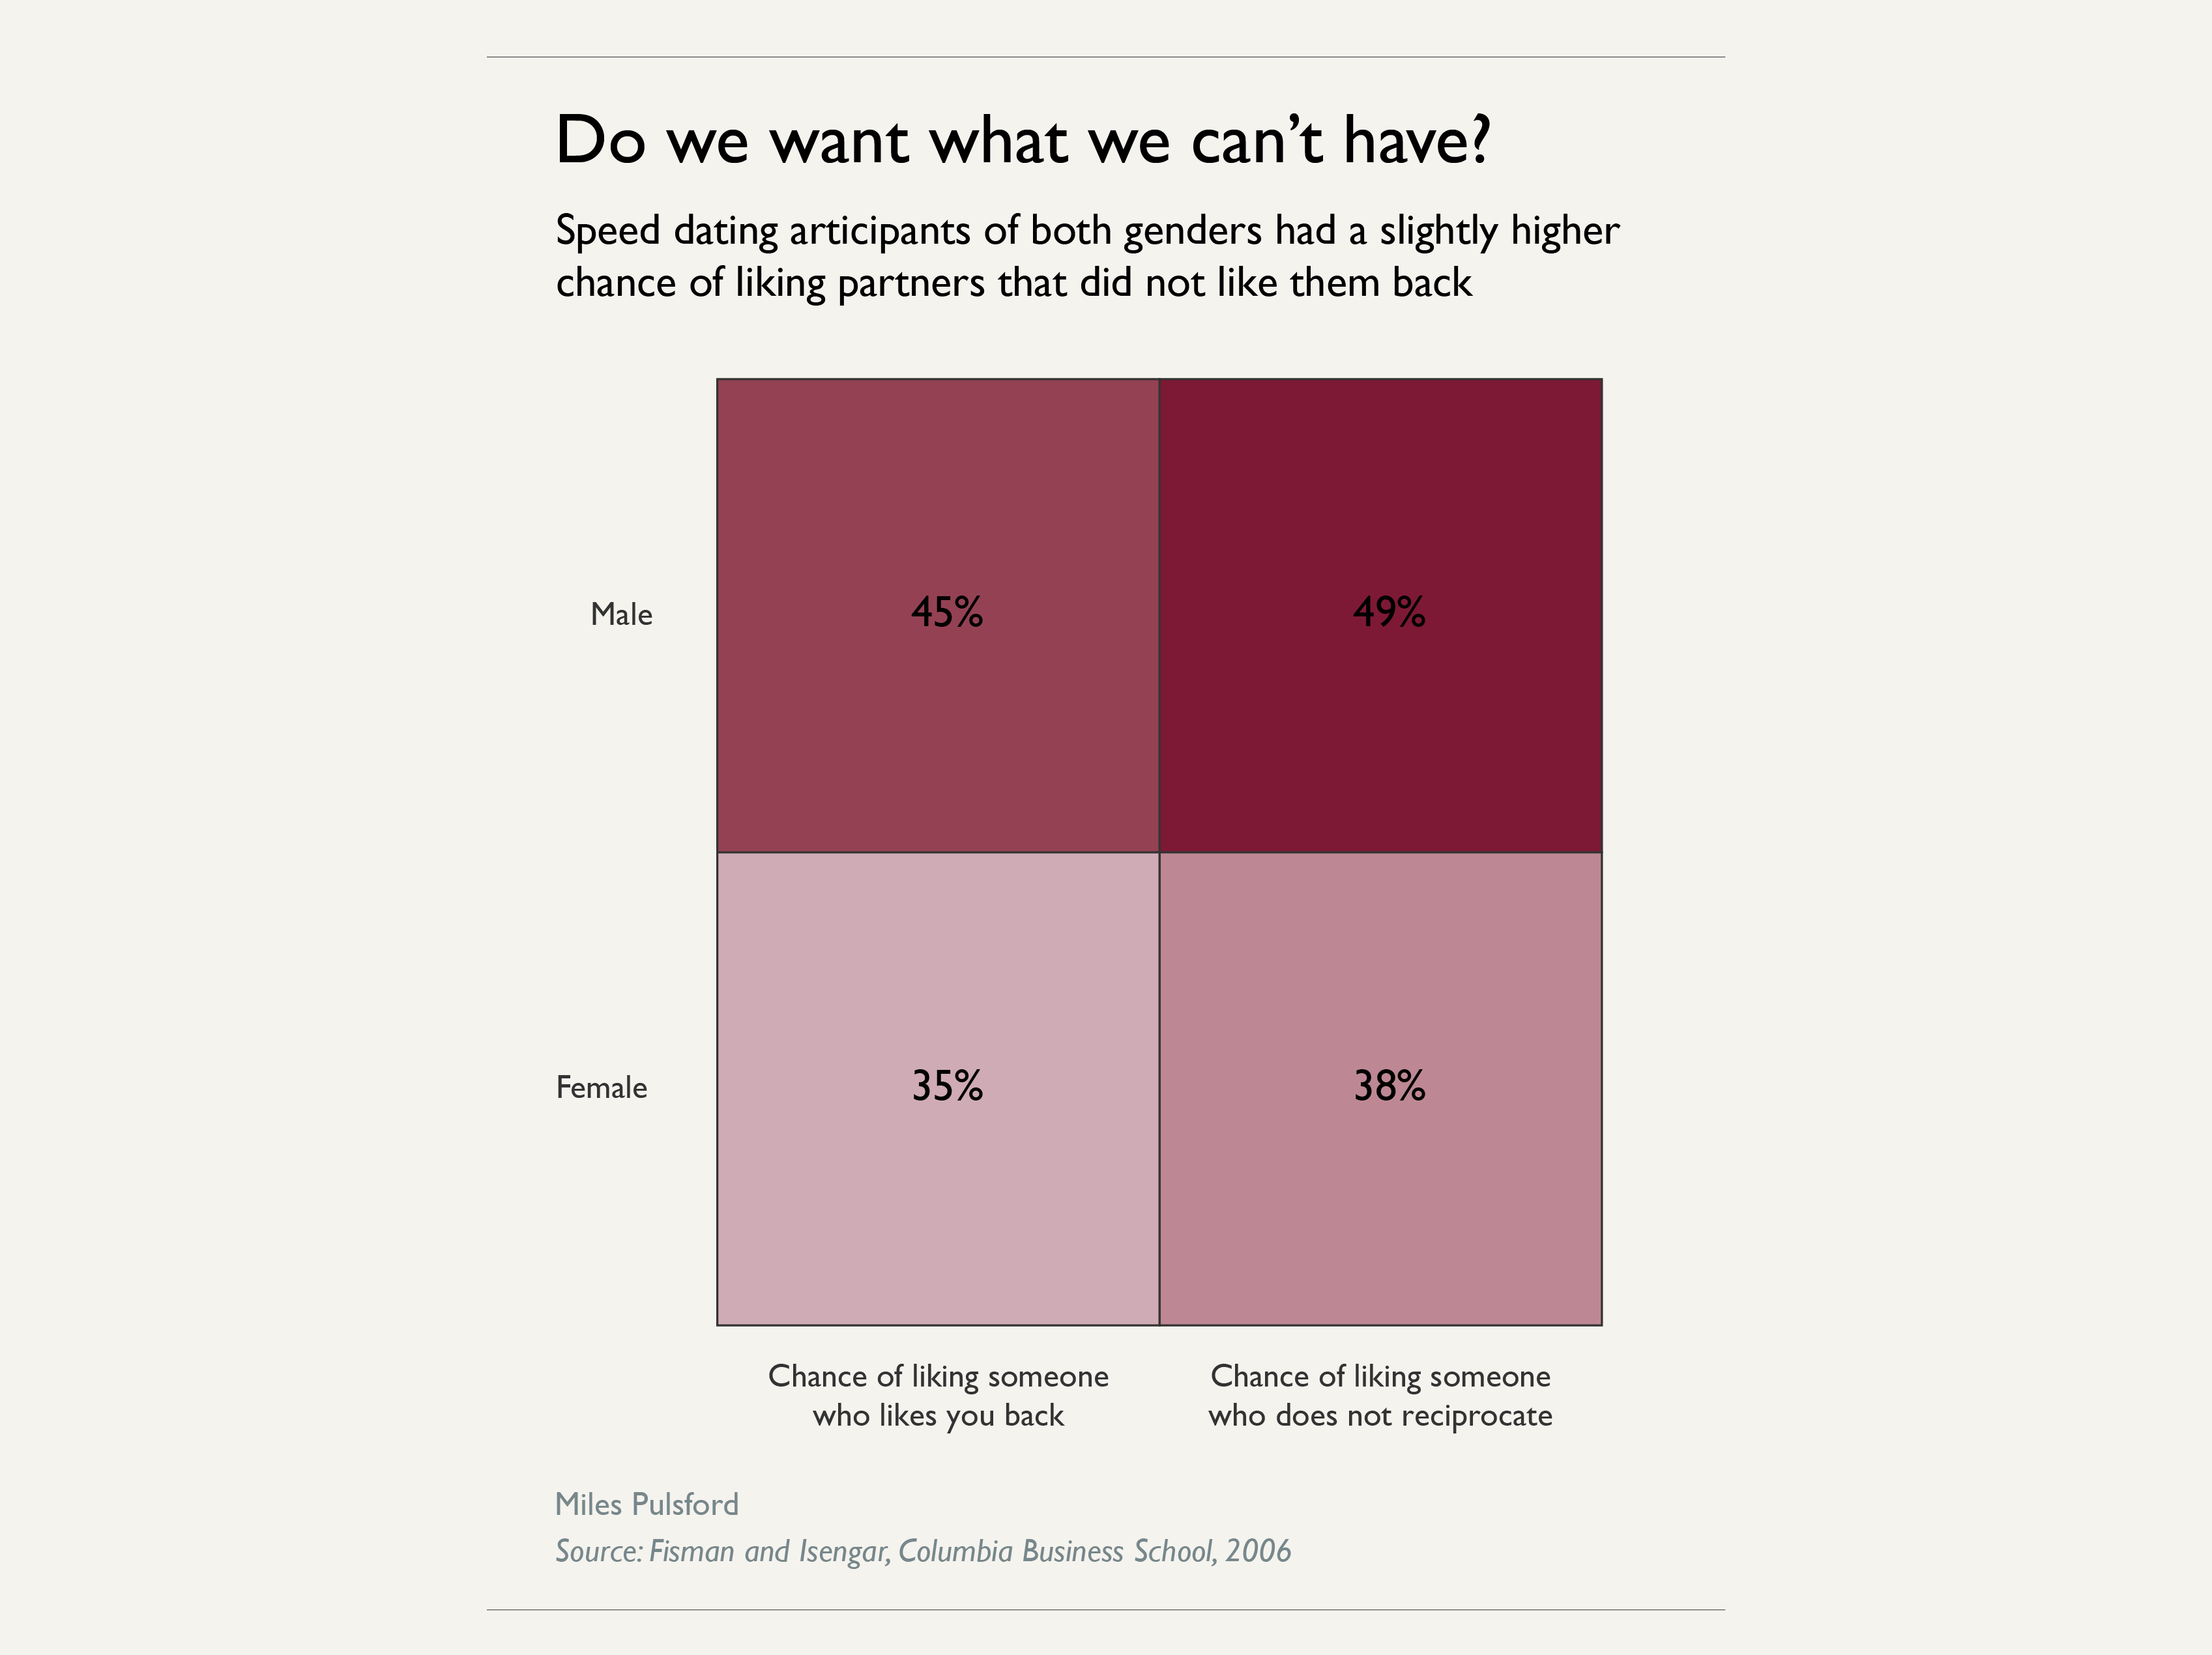 Do we want what we can’t have?
Speed dating articipants of both genders had a slightly higher
chance of liking partners that did not like them back
Male
45%
49%
Female
35%
38%
Chance of liking someone
who likes you back
Chance of liking someone
who does not reciprocate
Miles Pulsford
Source: Fisman and Isengar, Columbia Business School, 2006